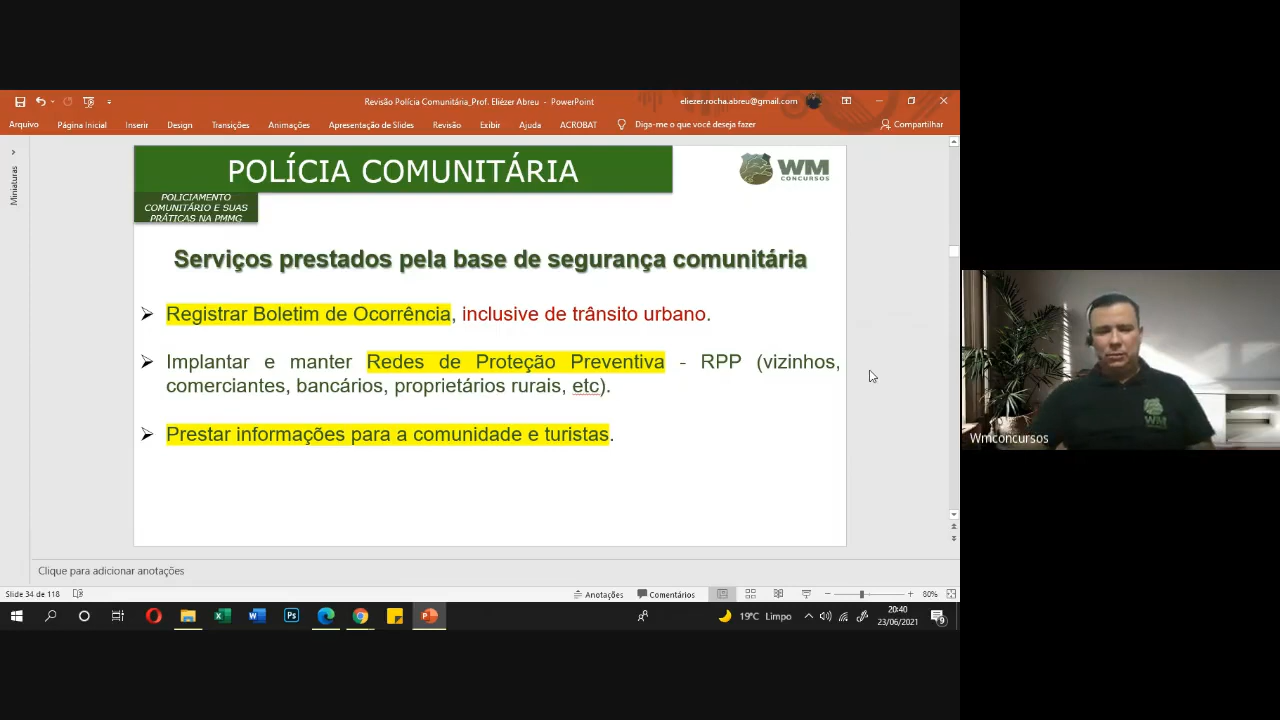 Revisão Polícia Comunitária_Prof. Eliézer Abreu - PowerPoint
eliezer.rocha.abreu@gmail.com
Arquivo Página Inicial Inserir Design Transições Animações Apresentação de Slides Revisão Exibir Ajuda ACROBAT Diga-me o que você deseja fazer Compartilhar
Miniaturas
POLÍCIA COMUNITÁRIA
WM
CONCURSOS
POLICIAMENTO
COMUNITÁRIO E SUAS
PRÁTICAS NA PMMG
Serviços prestados pela base de segurança comunitária
Registrar Boletim de Ocorrência, inclusive de trânsito urbano.
Implantar e manter Redes de Proteção Preventiva - RPP (vizinhos,
comerciantes, bancários, proprietários rurais, etc).
Prestar informações para a comunidade e turistas.
WM
Wmconcursos
Clique para adicionar anotações
Slide 34 de 118
Anotações Comentários 80%
19°C Limpo
20:40
23/06/2021
9